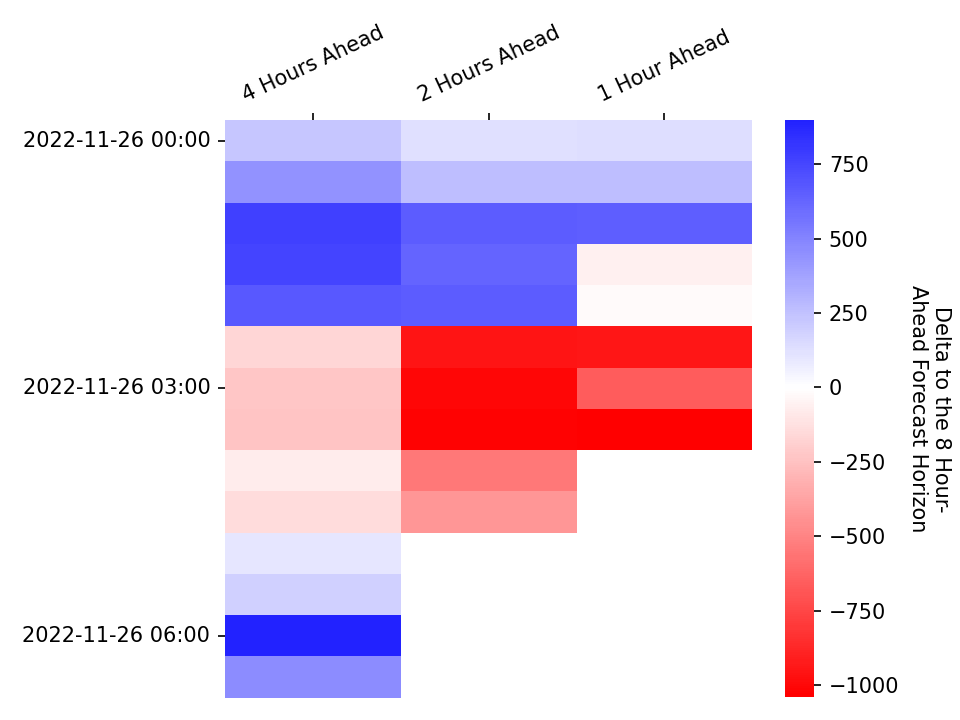 4 Hours Ahead
2 Hours Ahead
1 Hour Ahead
2022-11-26 00:00
2022-11-26 03:00
2022-11-26 06:00
750
500
250
0
−250
−500
−750
−1000
Delta to the 8 Hour-
Ahead Forecast Horizon